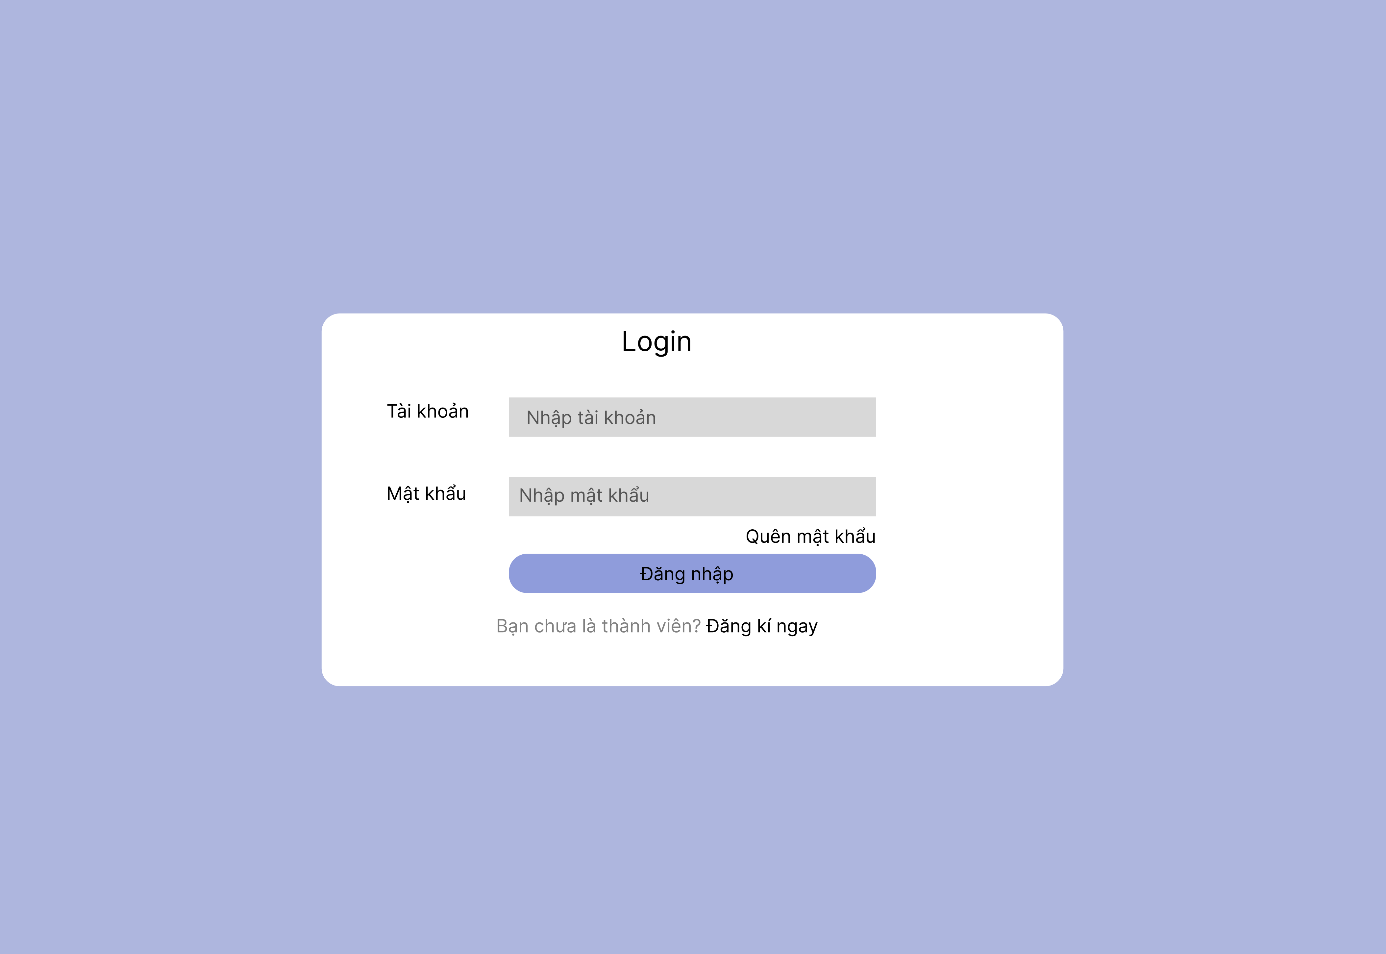 Login
Tài khoản
Nhập tài khoản
Mật khẩu
Nhập mật khẩu
Quên mật khẩu
Đăng nhập
Bạn chưa là thành viên? Đăng kí ngay